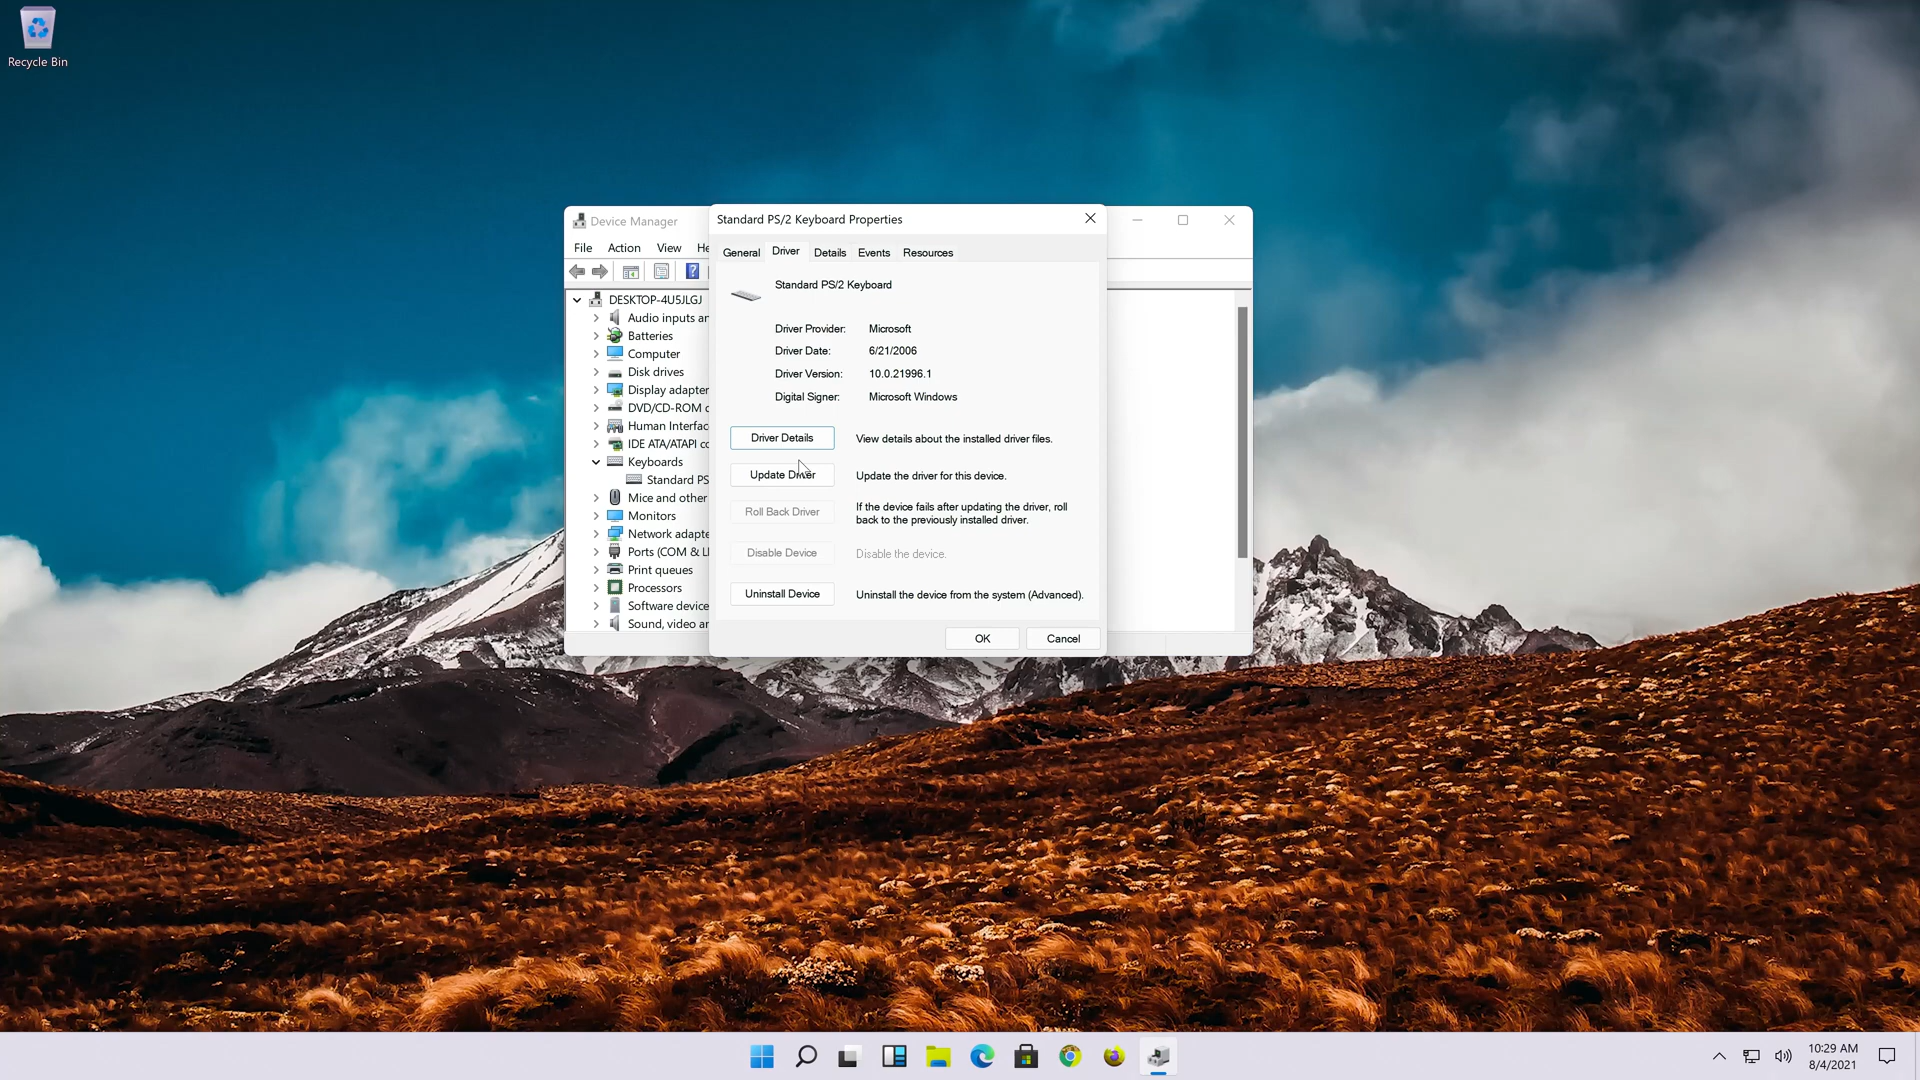 Recycle Bin
Device Manager
File Action View He
DESKTOP-4U5JLGJ
Audio inputs an
Batteries
Computer
Disk drives
Display adapter
DVD/CD-ROM d
Human Interfac
IDE ATA/ATAPI co
Keyboards
Standard PS
Mice and other
Monitors
Network adapte
Ports (COM & LP
Print queues
Processors
Software device
Sound, video an
Standard PS/2 Keyboard Properties
General Driver Details Events Resources
Standard PS/2 Keyboard
Driver Provider: Microsoft
Driver Date: 6/21/2006
Driver Version: 10.0.21996.1
Digital Signer: Microsoft Windows
Driver Details View details about the installed driver files.
Update Driver Update the driver for this device.
Roll Back Driver If the device fails after updating the driver, roll
back to the previously installed driver.
Disable Device Disable the device.
Uninstall Device Uninstall the device from the system (Advanced).
OK Cancel
10:29 AM
8/4/2021